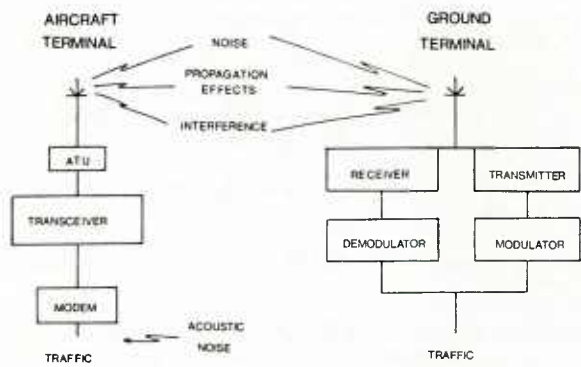 AIRCRAFT
TERMINAL
GROUND
TERMINAL
NOISE
PROPAGATION
EFFECTS
INTERFERENCE
ATU
TRANSCEIVER
MODEM
ACOUSTIC
NOISE
TRAFFIC
RECEIVER
TRANSMITTER
DEMODULATOR
MODULATOR
TRAFFIC